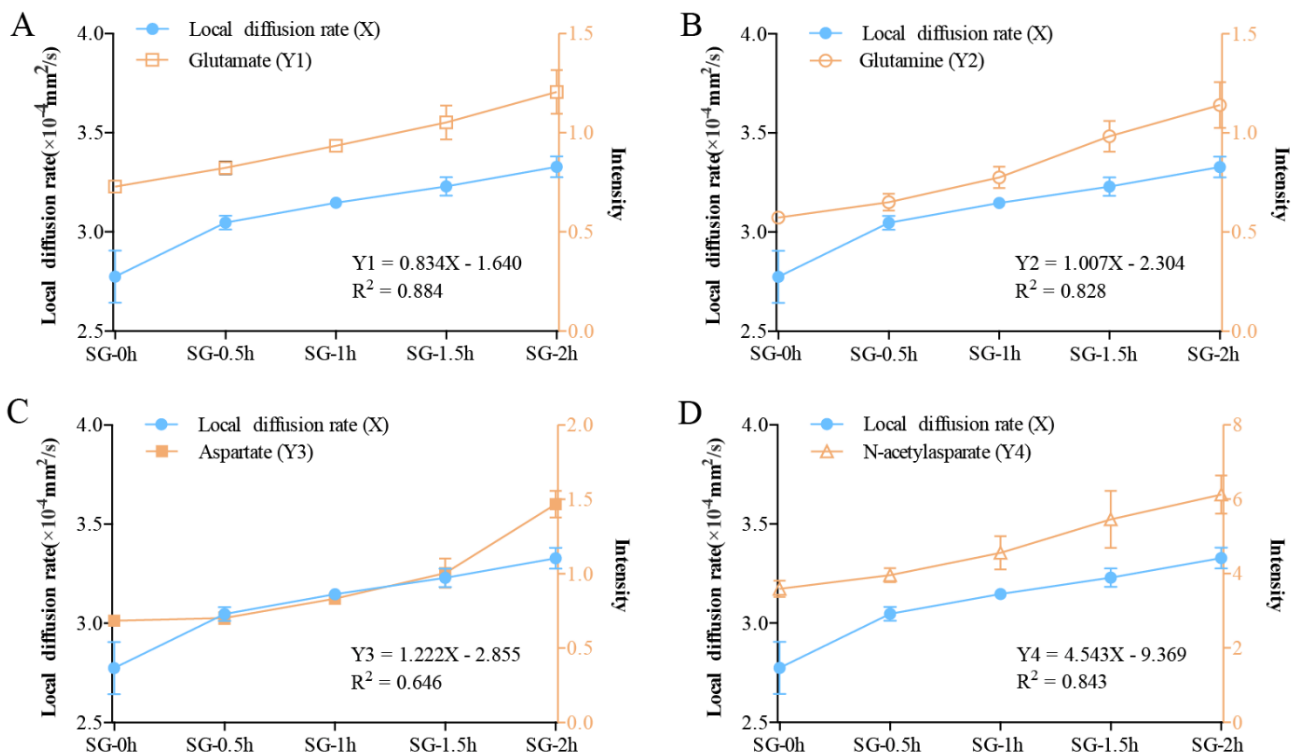 A
Local diffusion rate (X)
Glutamate (Y1)
Local diffusion rate(×10⁻⁴mm²/s)
4.0
3.5
3.0
2.5
1.5
1.0
0.5
0.0
Intensity
Y1 = 0.834X - 1.640
R² = 0.884
SG-0h SG-0.5h SG-1h SG-1.5h SG-2h
B
Local diffusion rate (X)
Glutamine (Y2)
Local diffusion rate(×10⁻⁴mm²/s)
4.0
3.5
3.0
2.5
1.5
1.0
0.5
0.0
Intensity
Y2 = 1.007X - 2.304
R² = 0.828
SG-0h SG-0.5h SG-1h SG-1.5h SG-2h
C
Local diffusion rate (X)
Aspartate (Y3)
Local diffusion rate(×10⁻⁴mm²/s)
4.0
3.5
3.0
2.5
2.0
1.5
1.0
0.5
0.0
Intensity
Y3 = 1.222X - 2.855
R² = 0.646
SG-0h SG-0.5h SG-1h SG-1.5h SG-2h
D
Local diffusion rate (X)
N-acetylasparate (Y4)
Local diffusion rate(×10⁻⁴mm²/s)
4.0
3.5
3.0
2.5
8
6
4
2
0
Intensity
Y4 = 4.543X - 9.369
R² = 0.843
SG-0h SG-0.5h SG-1h SG-1.5h SG-2h